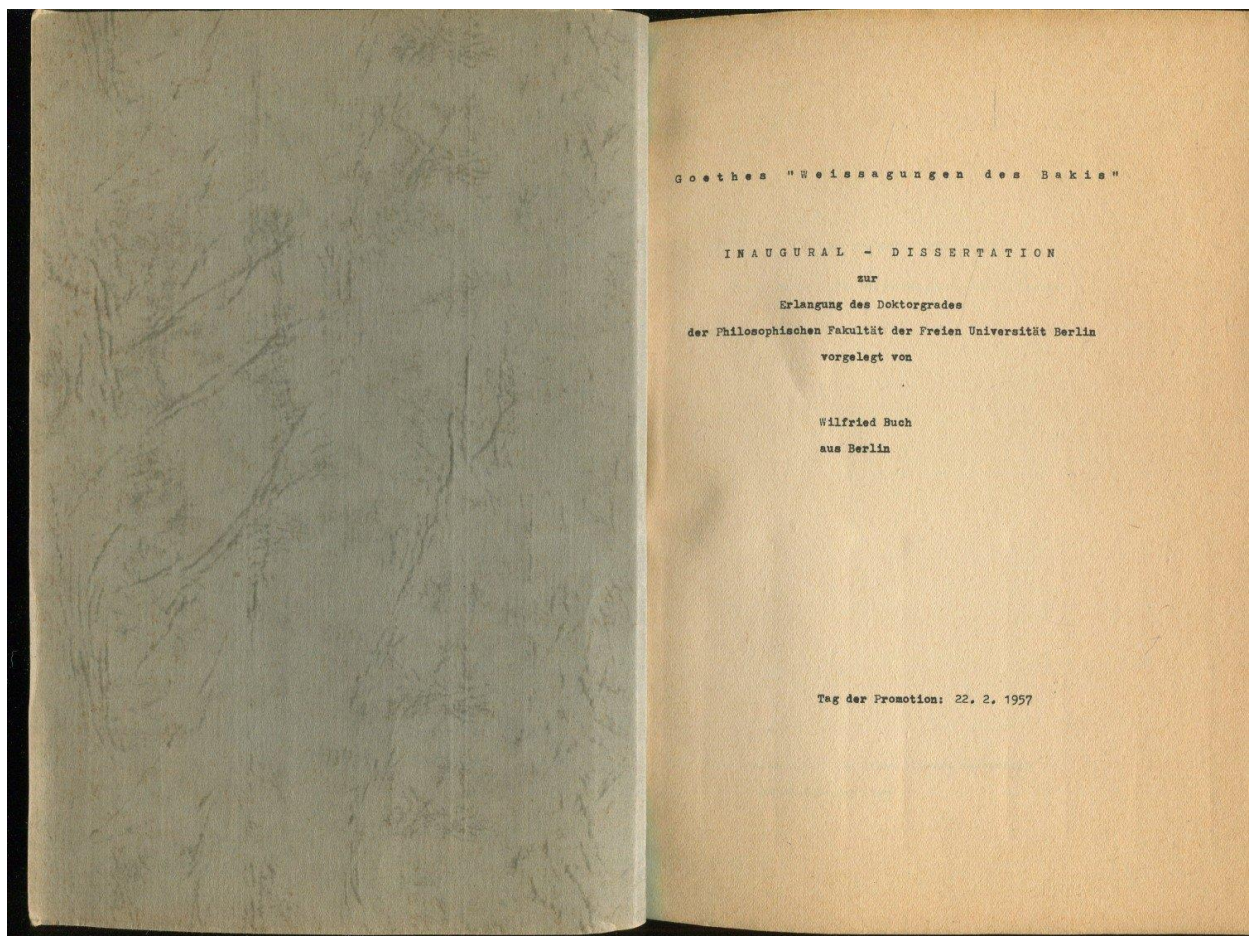 Goethes "Weissagungen des Bakis"
INAUGURAL - DISSERTATION
zur
Erlangung des Doktorgrades
der Philosophischen Fakultät der Freien Universität Berlin
vorgelegt von
Wilfried Buch
aus Berlin
Tag der Promotion: 22. 2. 1957